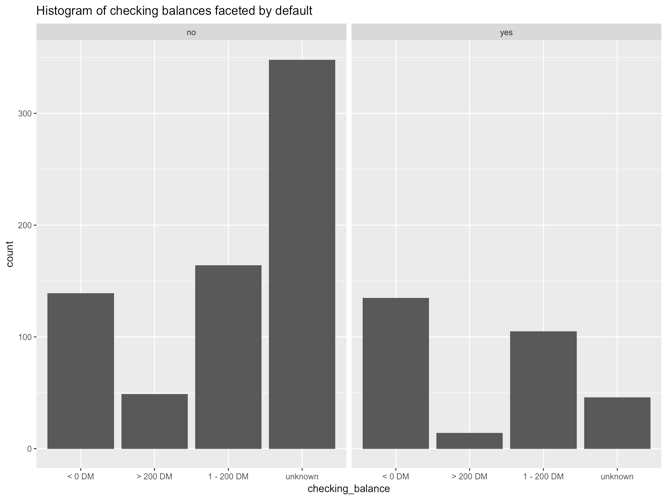 Histogram of checking balances faceted by default
no
yes
300
200
100
0
count
< 0 DM
> 200 DM
1 - 200 DM
unknown
< 0 DM
> 200 DM
1 - 200 DM
unknown
checking_balance